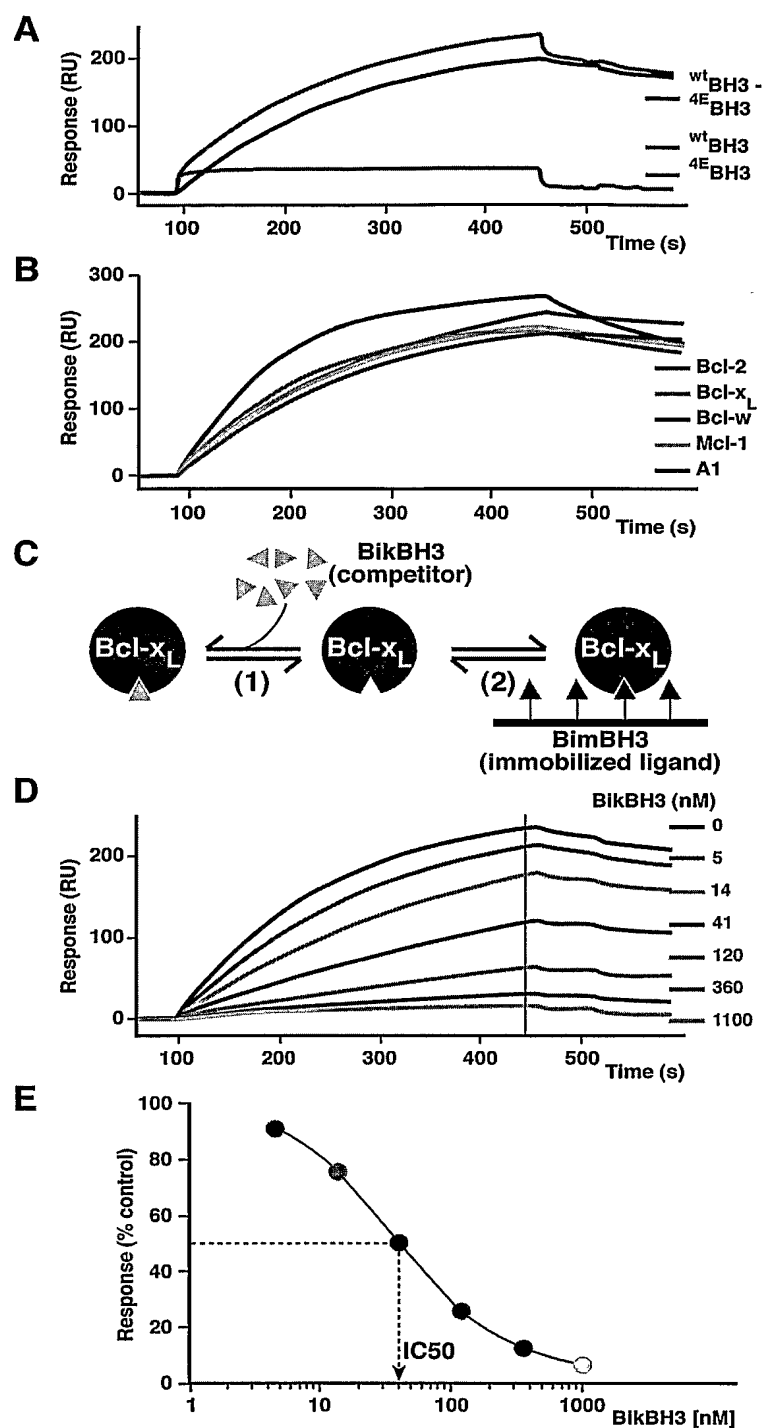 A
Response (RU)
200
100
0
100 200 300 400 500
Time (s)
wtBH3 -
4EBH3
wtBH3
4EBH3
B
Response (RU)
300
200
100
0
100 200 300 400 500
Time (s)
Bcl-2
Bcl-xL
Bcl-w
Mcl-1
A1
C
BikBH3
(competitor)
Bcl-xL
(1)
Bcl-xL
(2)
Bcl-xL
BimBH3
(immobilized ligand)
D
BikBH3 (nM)
Response (RU)
200
100
0
100 200 300 400 500
Time (s)
0
5
14
41
120
360
1100
E
Response (% control)
100
80
60
40
20
0
IC50
1 10 100 1000
BikBH3 [nM]